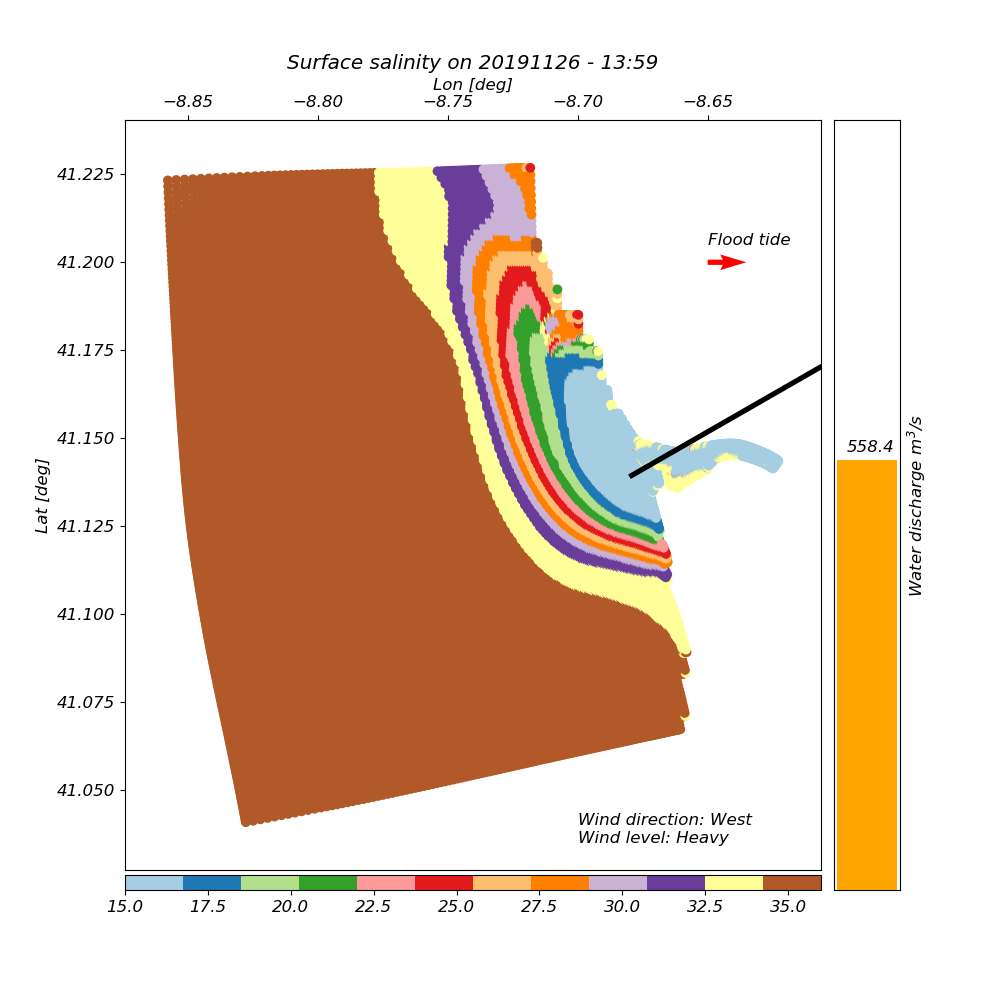 Surface salinity on 20191126 - 13:59
Lon [deg]
−8.85 −8.80 −8.75 −8.70 −8.65
41.225
41.200
41.175
41.150
41.125
41.100
41.075
41.050
Lat [deg]
Flood tide
558.4
Water discharge m³/s
Wind direction: West
Wind level: Heavy
15.0 17.5 20.0 22.5 25.0 27.5 30.0 32.5 35.0